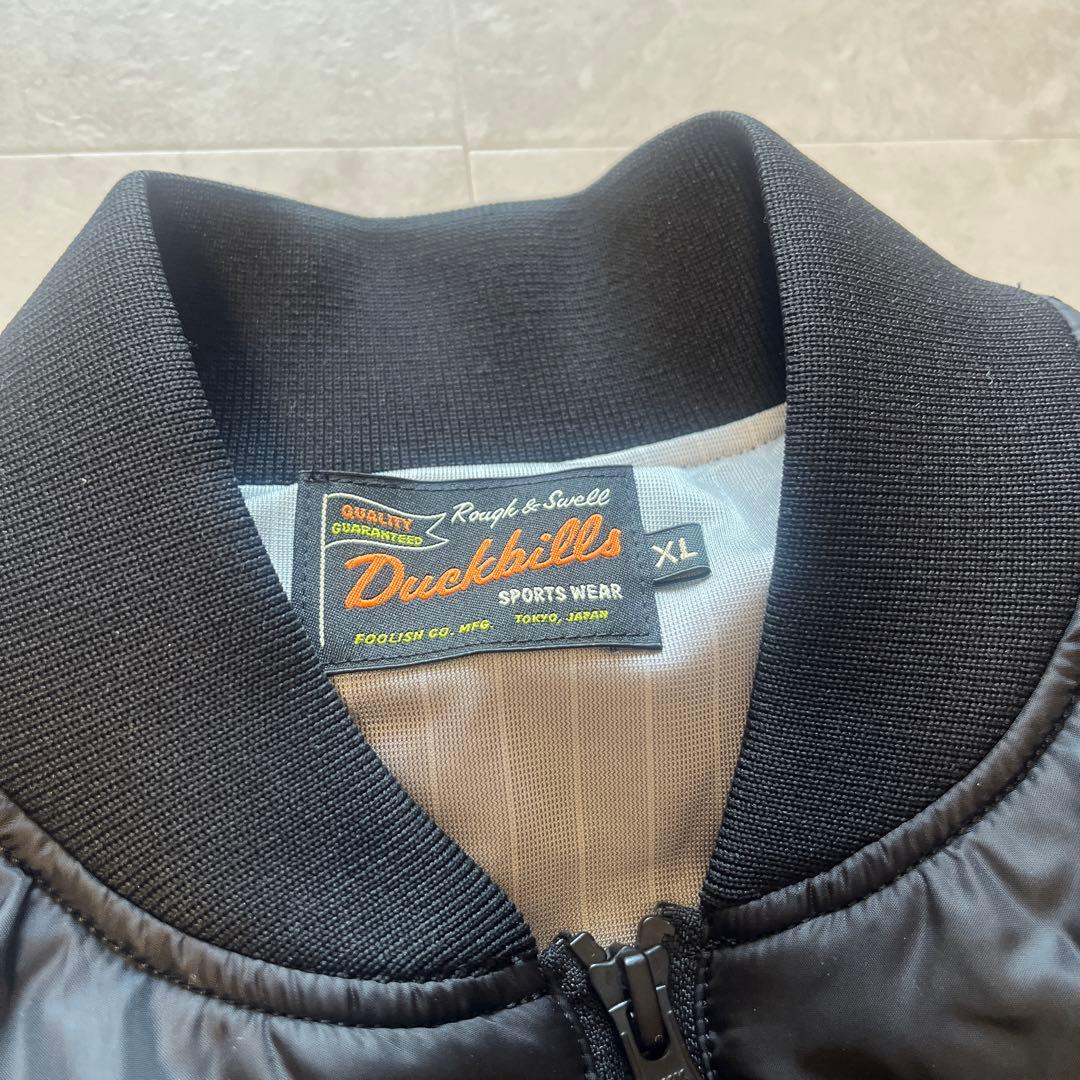 QUALITY
GUARANTEED
Rough & Swell
Duckbills
SPORTS WEAR
FOOLISH CO. MFG. TOKYO, JAPAN
XL